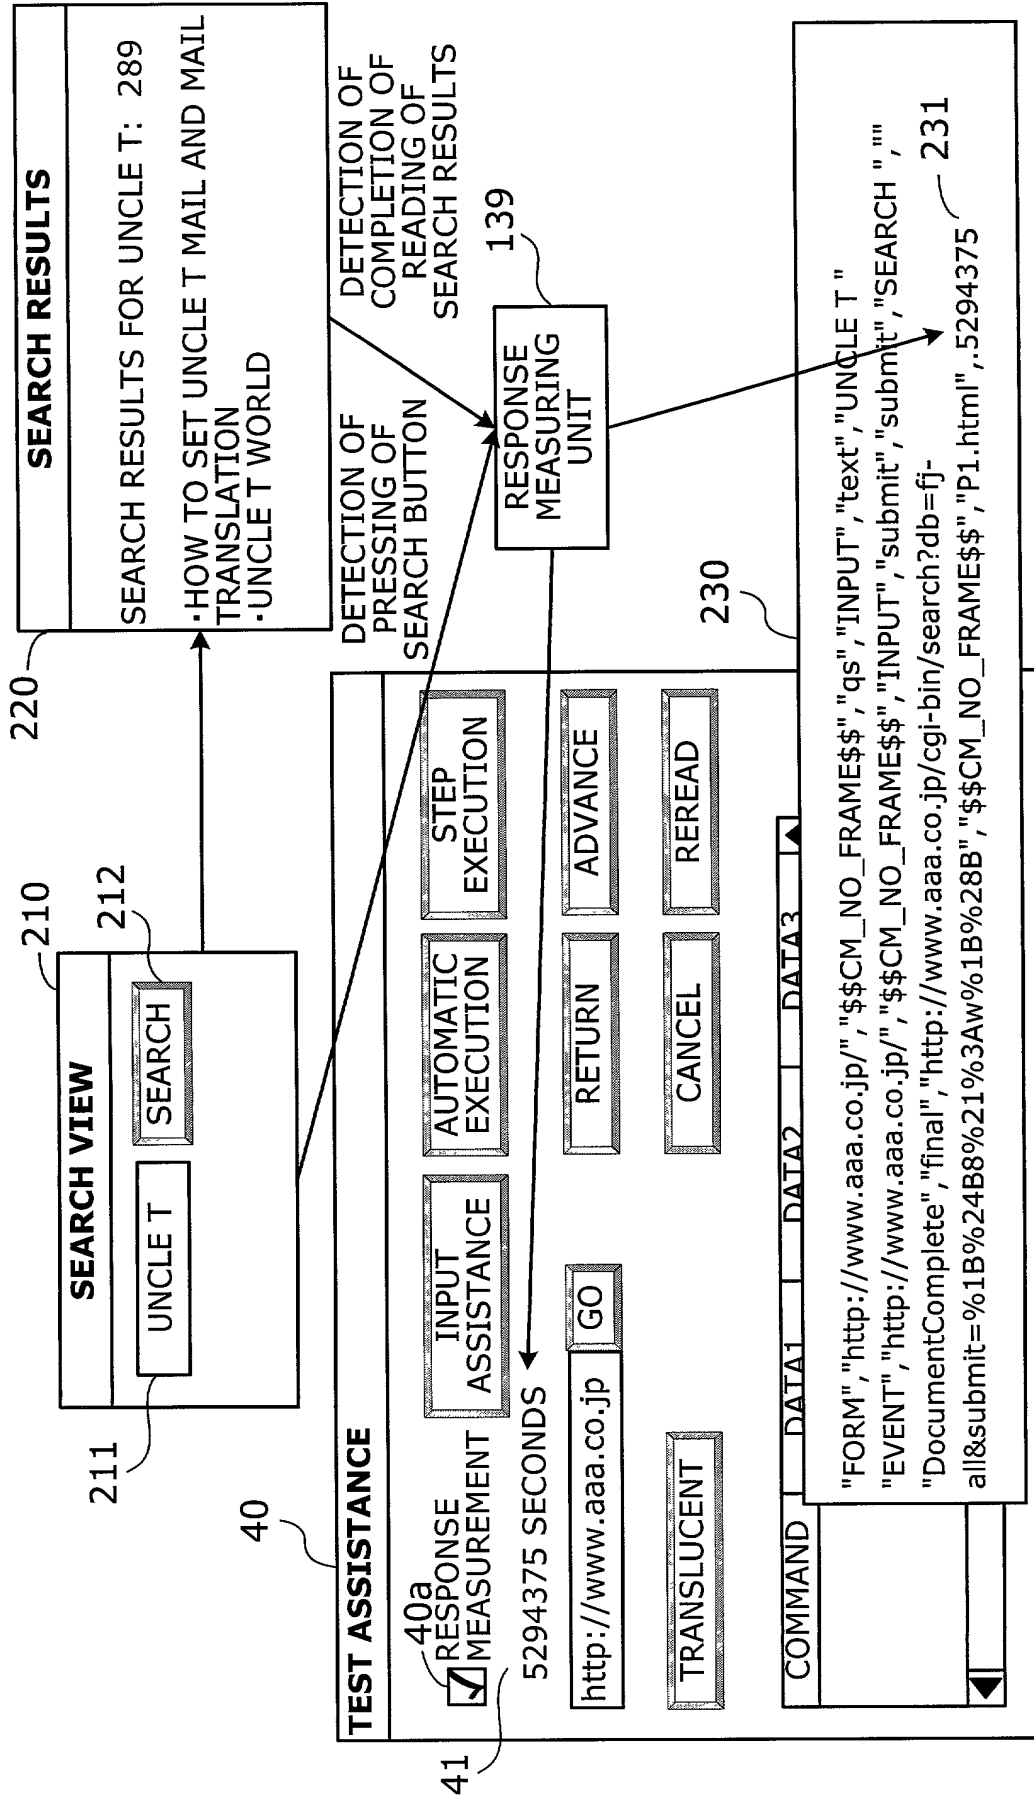 210
SEARCH VIEW
211
UNCLE T
SEARCH
212
220
SEARCH RESULTS
SEARCH RESULTS FOR UNCLE T: 289
·HOW TO SET UNCLE T MAIL AND MAIL
TRANSLATION
·UNCLE T WORLD
DETECTION OF
PRESSING OF
SEARCH BUTTON
DETECTION OF
COMPLETION OF
READING OF
SEARCH RESULTS
139
RESPONSE
MEASURING
UNIT
40
TEST ASSISTANCE
40a
RESPONSE
MEASUREMENT
INPUT
ASSISTANCE
AUTOMATIC
EXECUTION
STEP
EXECUTION
41
5294375 SECONDS
http://www.aaa.co.jp
GO
RETURN
ADVANCE
TRANSLUCENT
CANCEL
REREAD
COMMAND
DATA1
DATA2
DATA3
230
"FORM","http://www.aaa.co.jp/","$$CM_NO_FRAME$$","qs","INPUT","text","UNCLE T "
"EVENT","http://www.aaa.co.jp/","$$CM_NO_FRAME$$","INPUT","submit","submit","SEARCH ","",
"DocumentComplete","final","http://www.aaa.co.jp/cgi-bin/search?db=fj-
all&submit=%1B%24B8%21%3Aw%1B%28B","$$CM_NO_FRAME$$","P1.html",.5294375
231